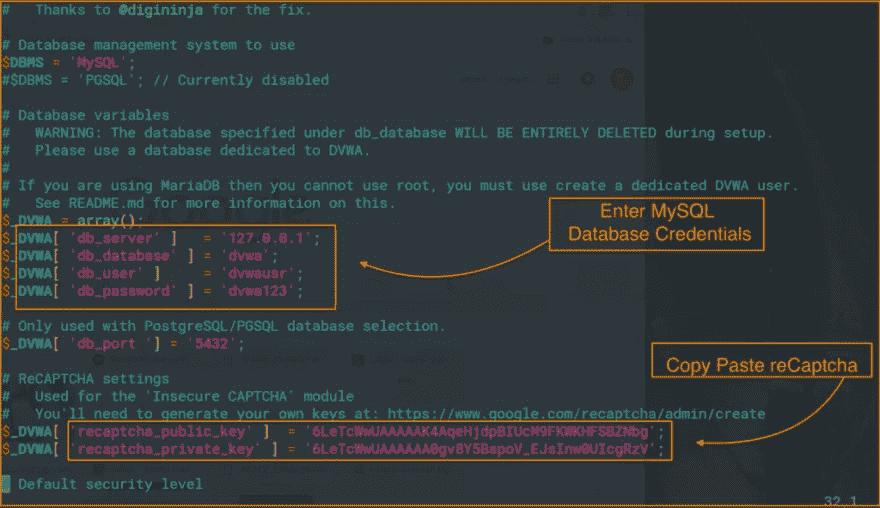 #   Thanks to @digininja for the fix.
# Database management system to use
$DBMS = 'MySQL';
#$DBMS = 'PGSQL'; // Currently disabled
# Database variables
#   WARNING: The database specified under db_database WILL BE ENTIRELY DELETED during setup.
#   Please use a database dedicated to DVWA.
#
# If you are using MariaDB then you cannot use root, you must use create a dedicated DVWA user.
#   See README.md for more information on this.
$_DVWA = array();
$_DVWA[ 'db_server' ]   = '127.0.0.1';
$_DVWA[ 'db_database' ] = 'dvwa';
$_DVWA[ 'db_user' ]     = 'dvwausr';
$_DVWA[ 'db_password' ] = 'dvwa123';
Enter MySQL
Database Credentials
# Only used with PostgreSQL/PGSQL database selection.
$_DVWA[ 'db_port '] = '5432';
Copy Paste reCaptcha
# ReCAPTCHA settings
#   Used for the 'Insecure CAPTCHA' module
#   You'll need to generate your own keys at: https://www.google.com/recaptcha/admin/create
$_DVWA[ 'recaptcha_public_key' ]   =
$_DVWA[ 'recaptcha_private_key' ] =
# Default security level
32,1